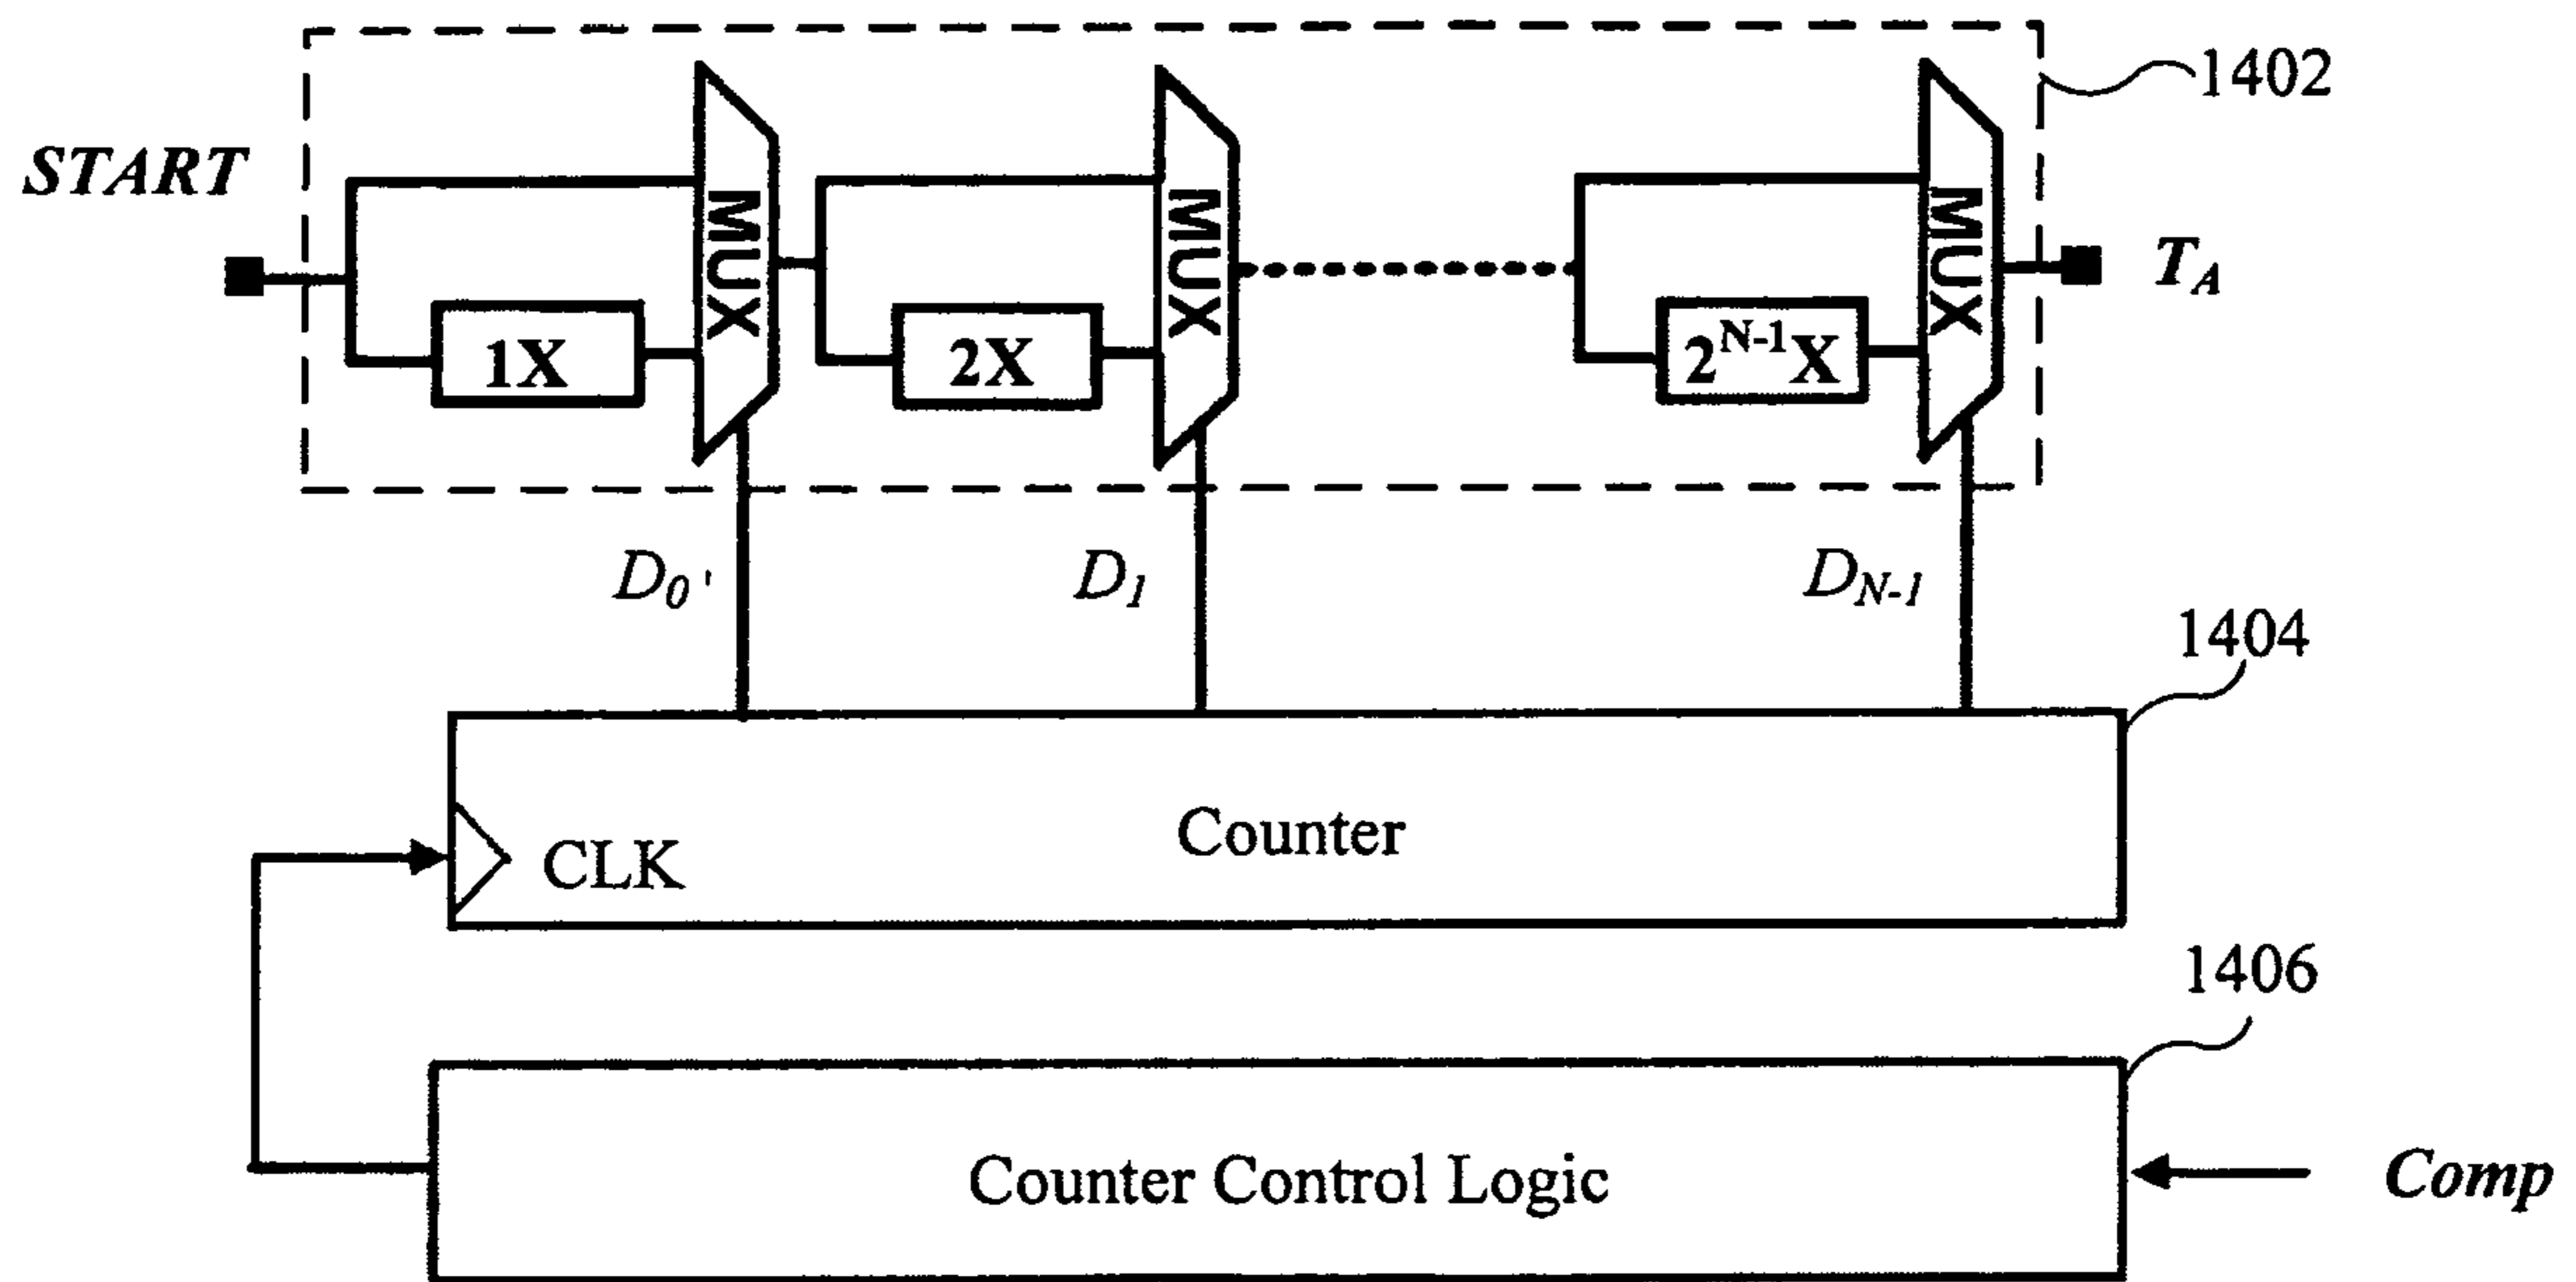 1402
START
MUX
MUX
MUX
T_A
1X
2X
2^{N-1}X
D_0'
D_1
D_{N-1}
1404
Counter
CLK
1406
Counter Control Logic
Comp